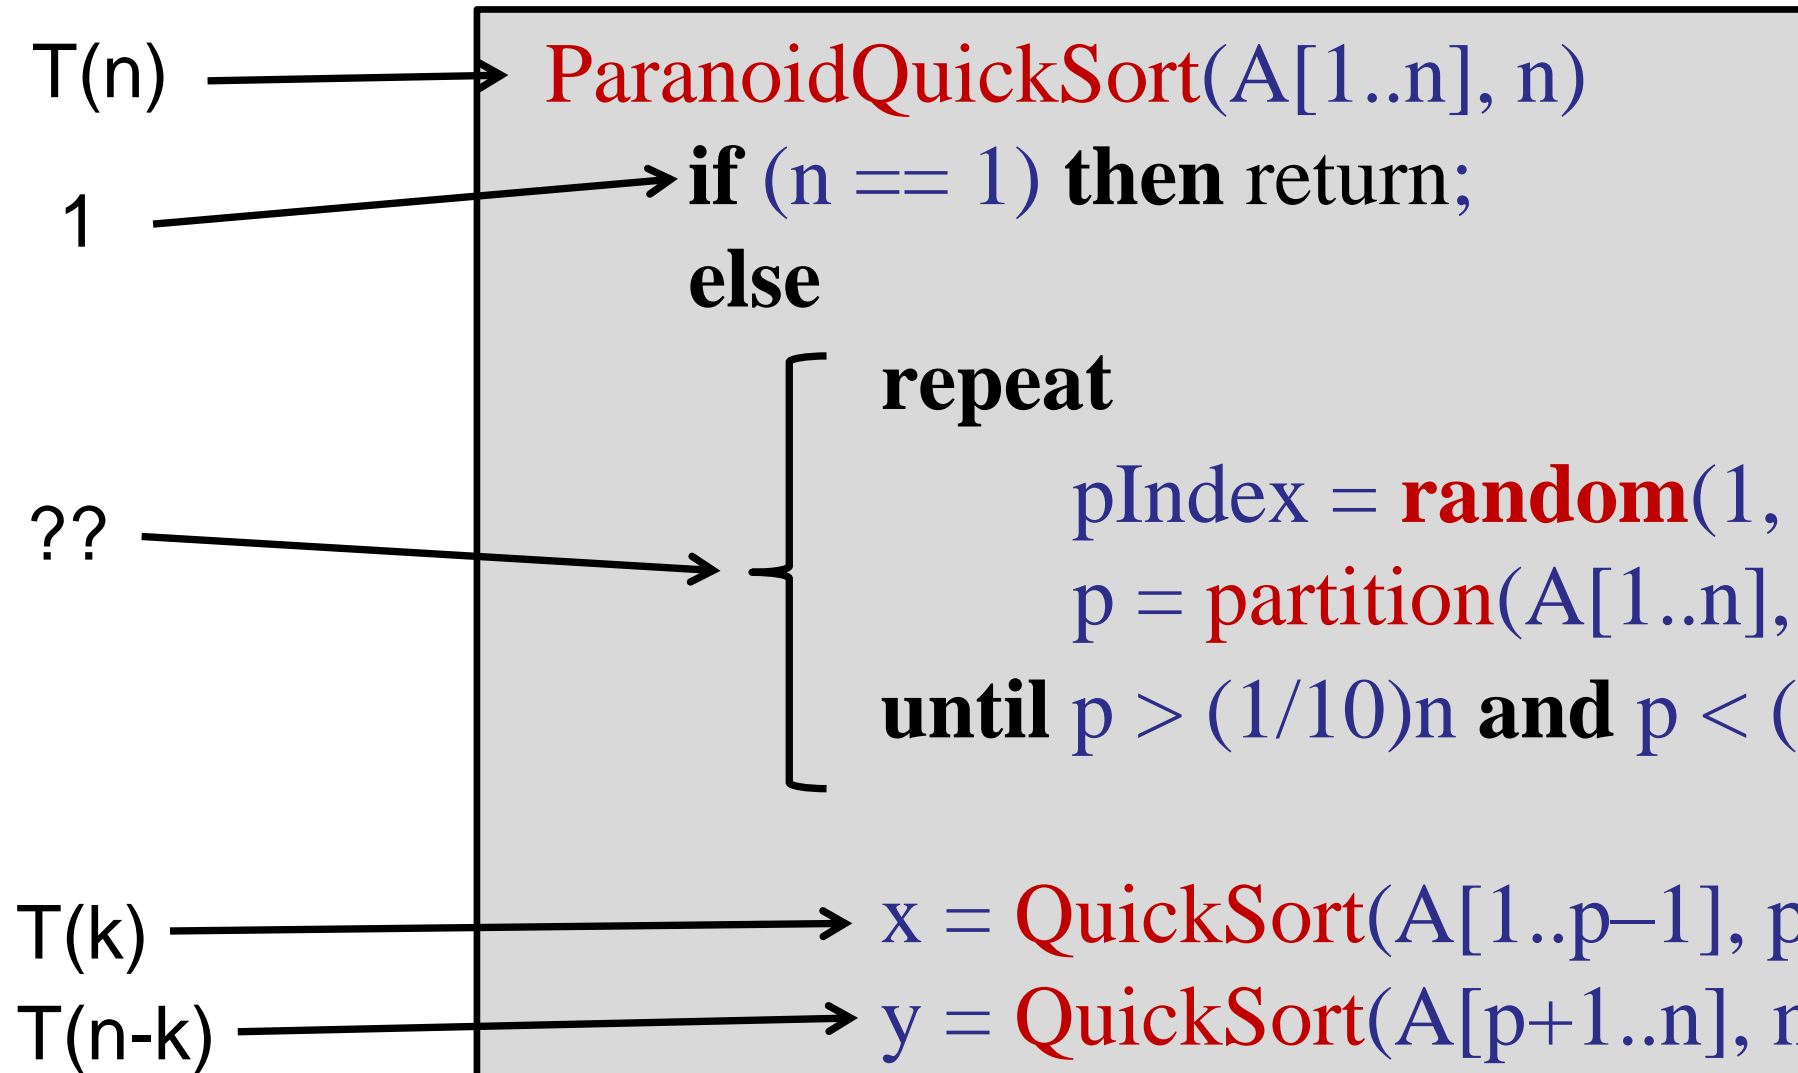 T(n) ParanoidQuickSort(A[1..n], n)
1 if (n == 1) then return;
else
repeat
?? pIndex = random(1,
p = partition(A[1..n],
until p > (1/10)n and p < (
T(k) x = QuickSort(A[1..p–1], p
T(n-k) y = QuickSort(A[p+1..n], n